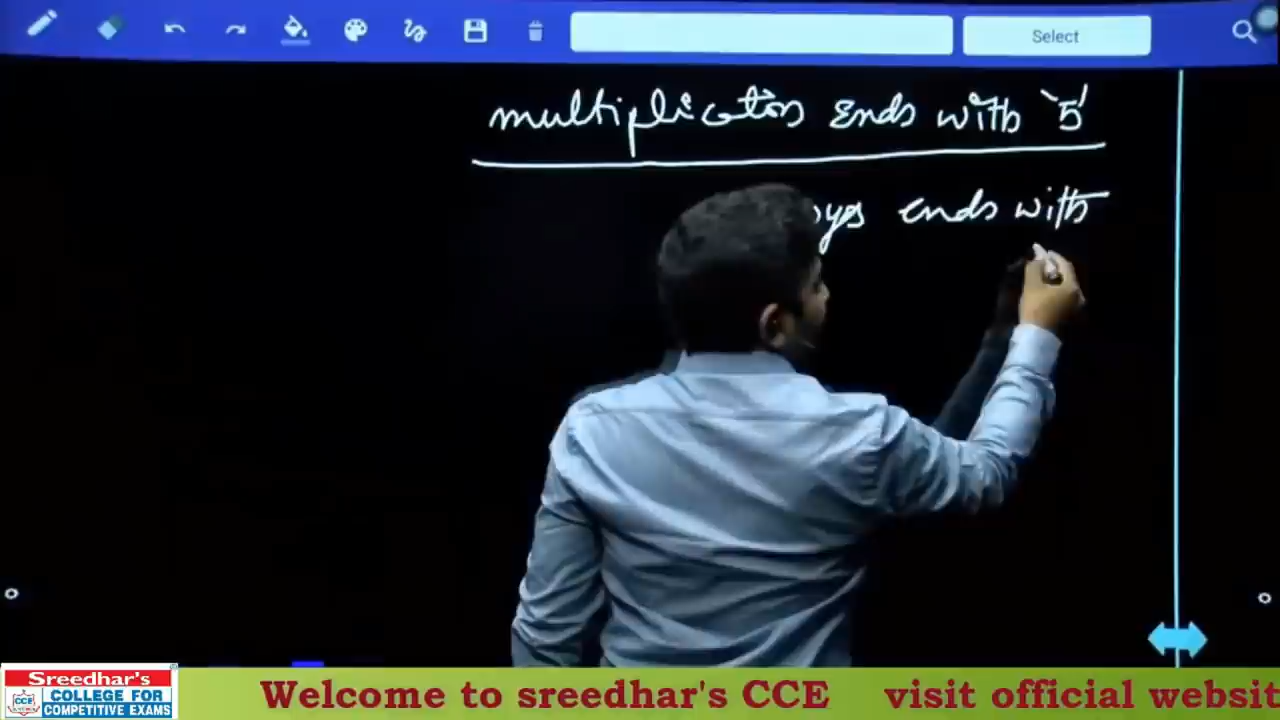 Select
multiplication Ends with '5'
ends with
Sreedhar's
CCE
COLLEGE FOR
COMPETITIVE EXAMS
Welcome to sreedhar's CCE visit official websit